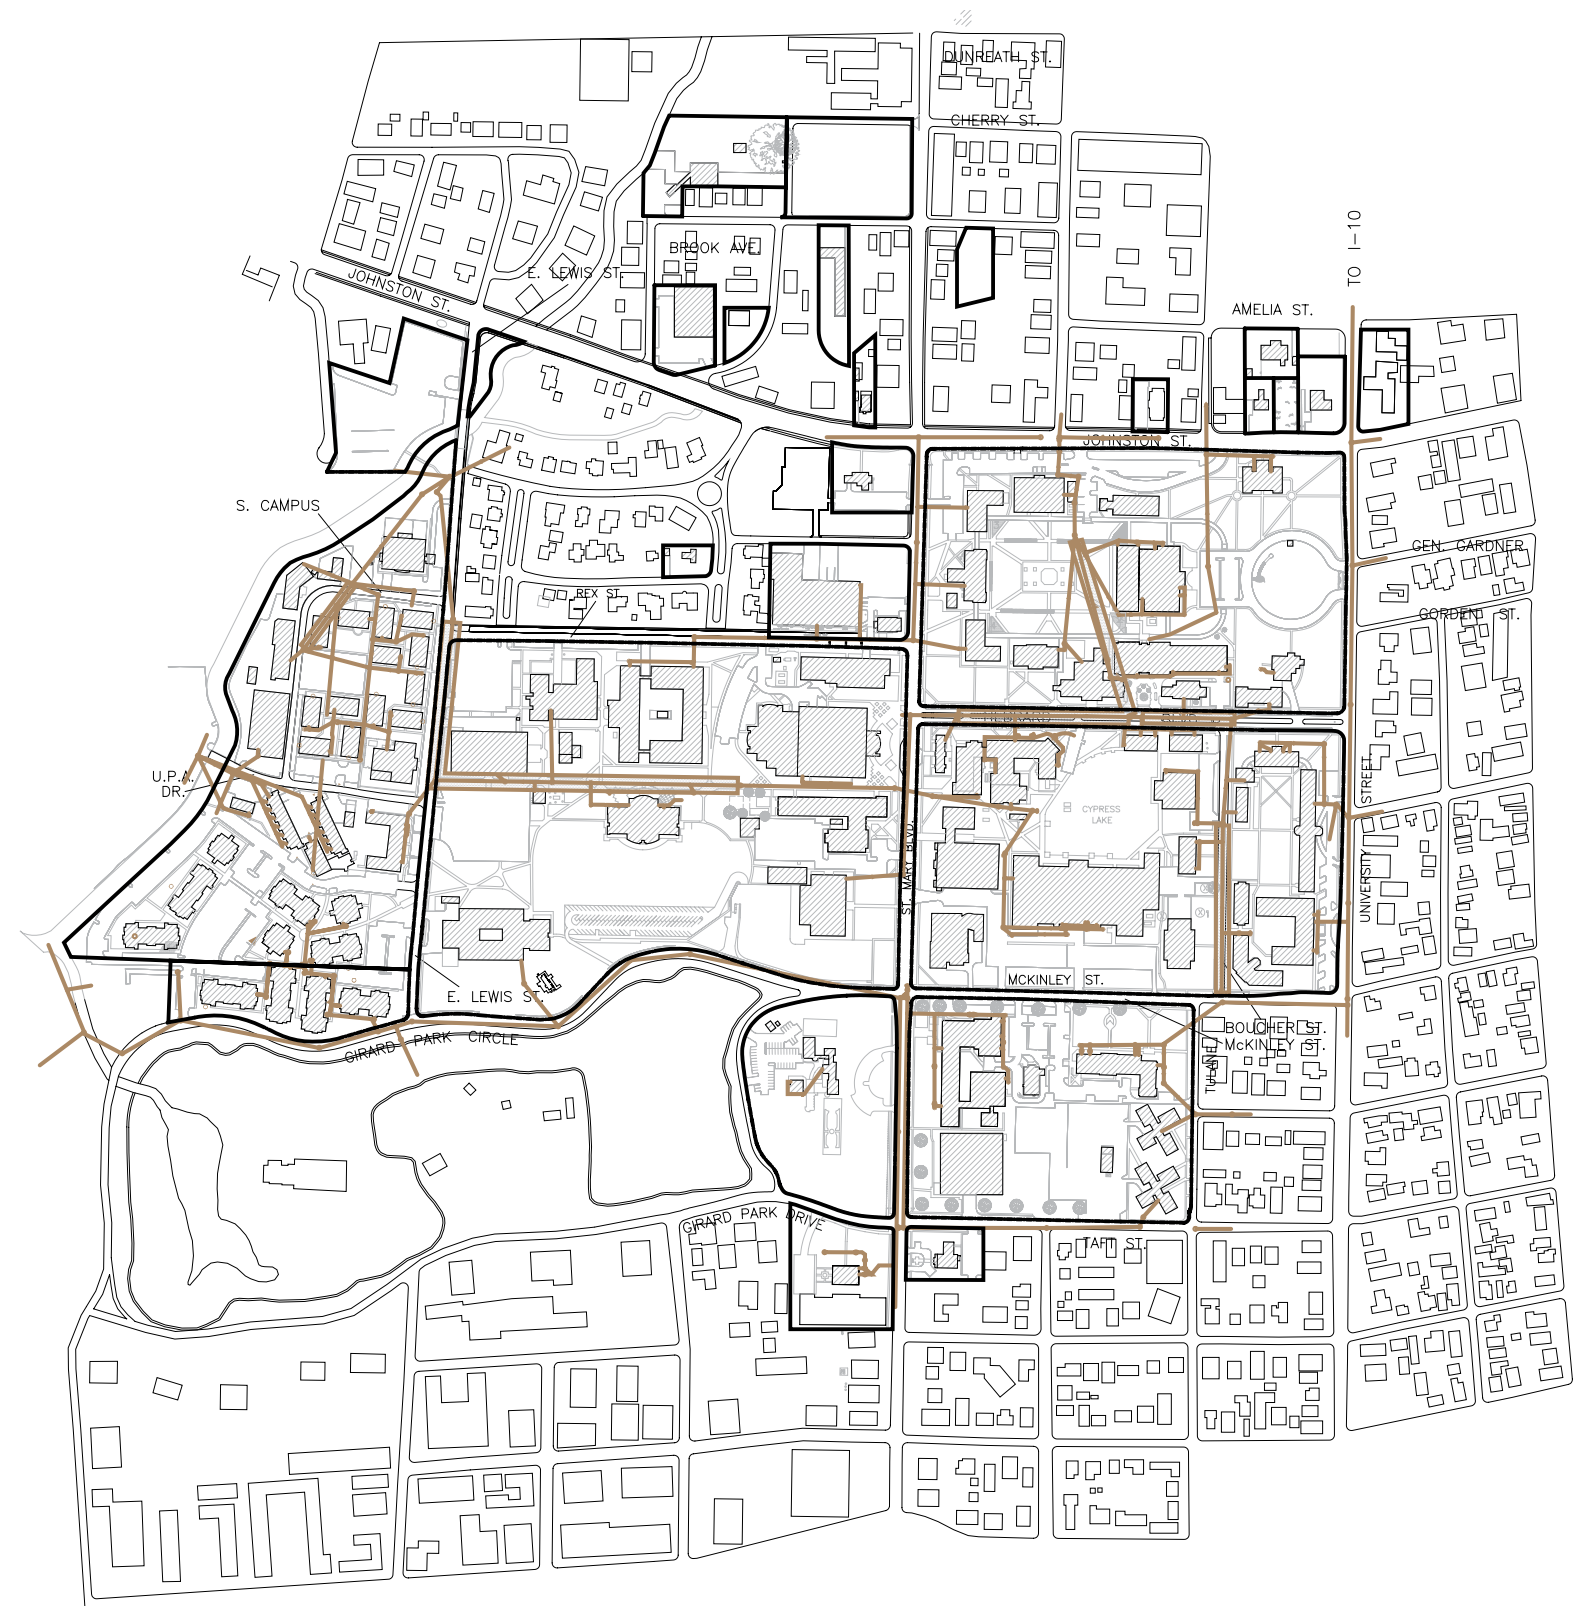 DUNREATH ST.
CHERRY ST.
TO I-10
BROOK AVE.
E. LEWIS ST.
JOHNSTON ST.
AMELIA ST.
JOHNSTON ST.
S. CAMPUS
GEN. GARDNER
REX ST
GORDEN ST.
HEBRARD BLVD.
U.P.A.
DR.
STREET
CYPRESS
LAKE
ST. MARY BLVD.
UNIVERSITY
MCKINLEY ST.
E. LEWIS ST.
BOUCHER ST.
McKINLEY ST.
GIRARD PARK CIRCLE
TULANE
GIRARD PARK DRIVE
TAFT ST.